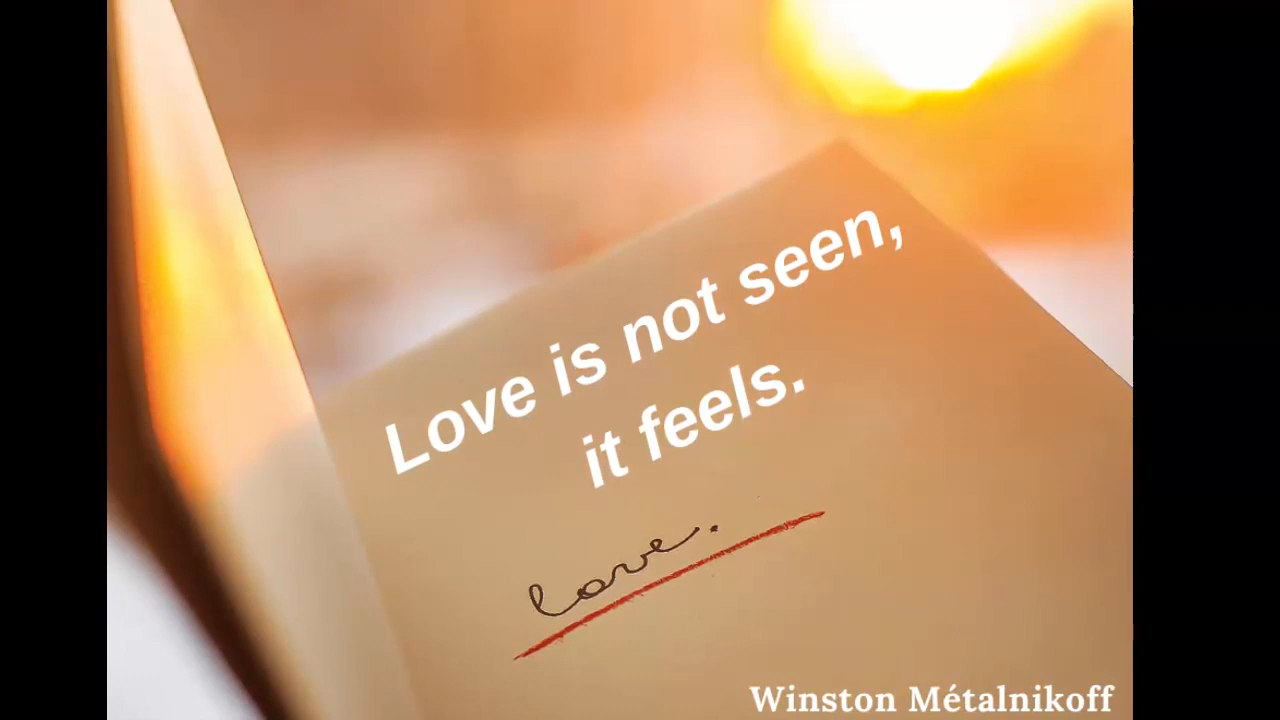 Love is not seen,
it feels.
love.
Winston Métalnikoff